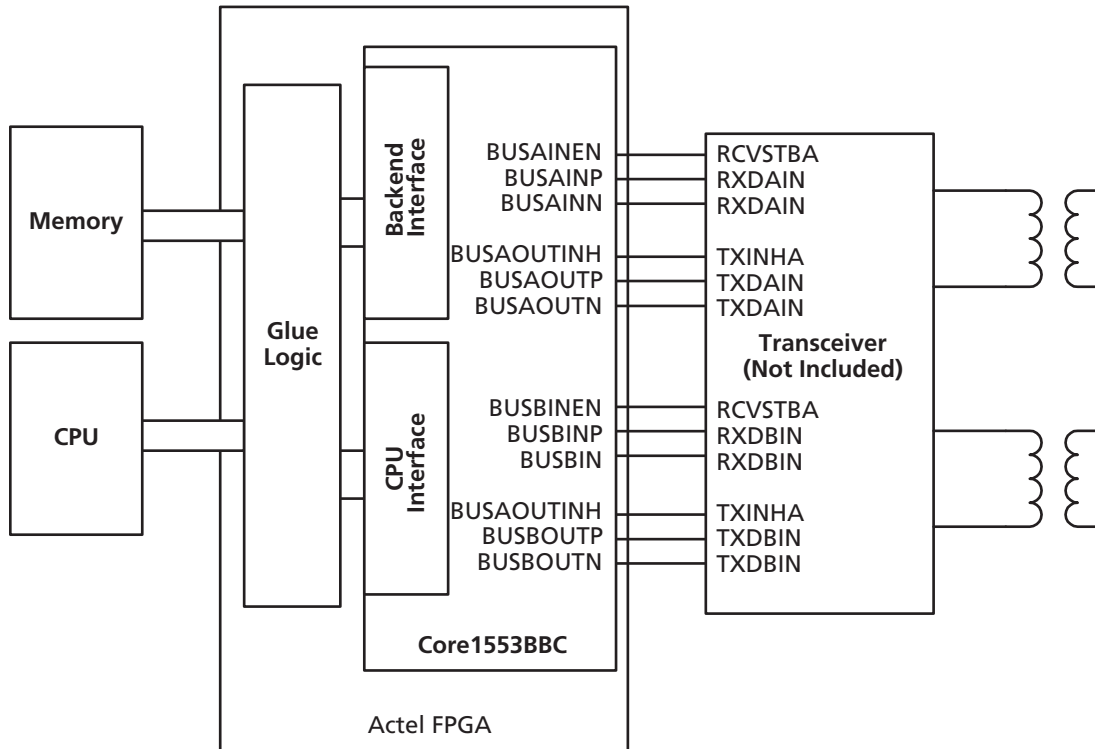 Memory
CPU
Glue
Logic
Backend
Interface
CPU
Interface
BUSAINEN
BUSAINP
BUSAINN
BUSAOUTINH
BUSAOUTP
BUSAOUTN
BUSBINEN
BUSBINP
BUSBIN
BUSAOUTINH
BUSBOUTP
BUSBOUTN
Core1553BBC
Actel FPGA
RCVSTBA
RXDAIN
RXDAIN
TXINHA
TXDAIN
TXDAIN
Transceiver
(Not Included)
RCVSTBA
RXDBIN
RXDBIN
TXINHA
TXDBIN
TXDBIN